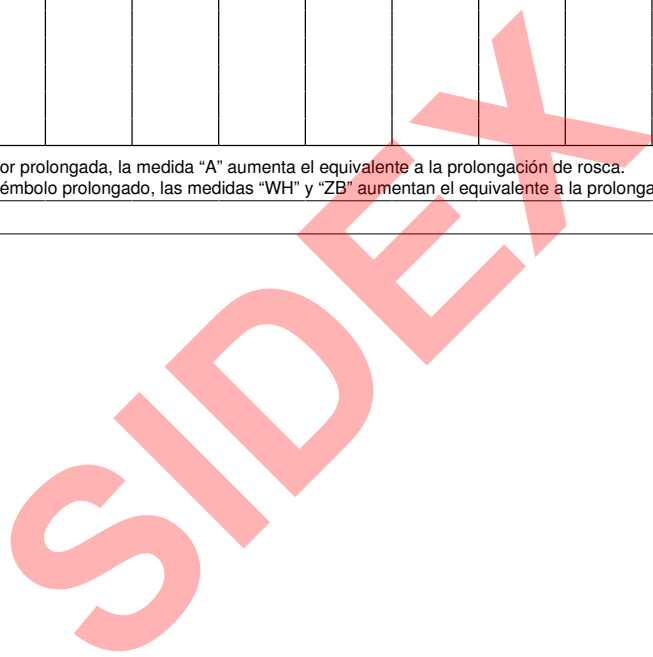 or prolongada, la medida “A” aumenta el equivalente a la prolongación de rosca.
émbolo prolongado, las medidas “WH” y “ZB” aumentan el equivalente a la prolonga
SIDEX